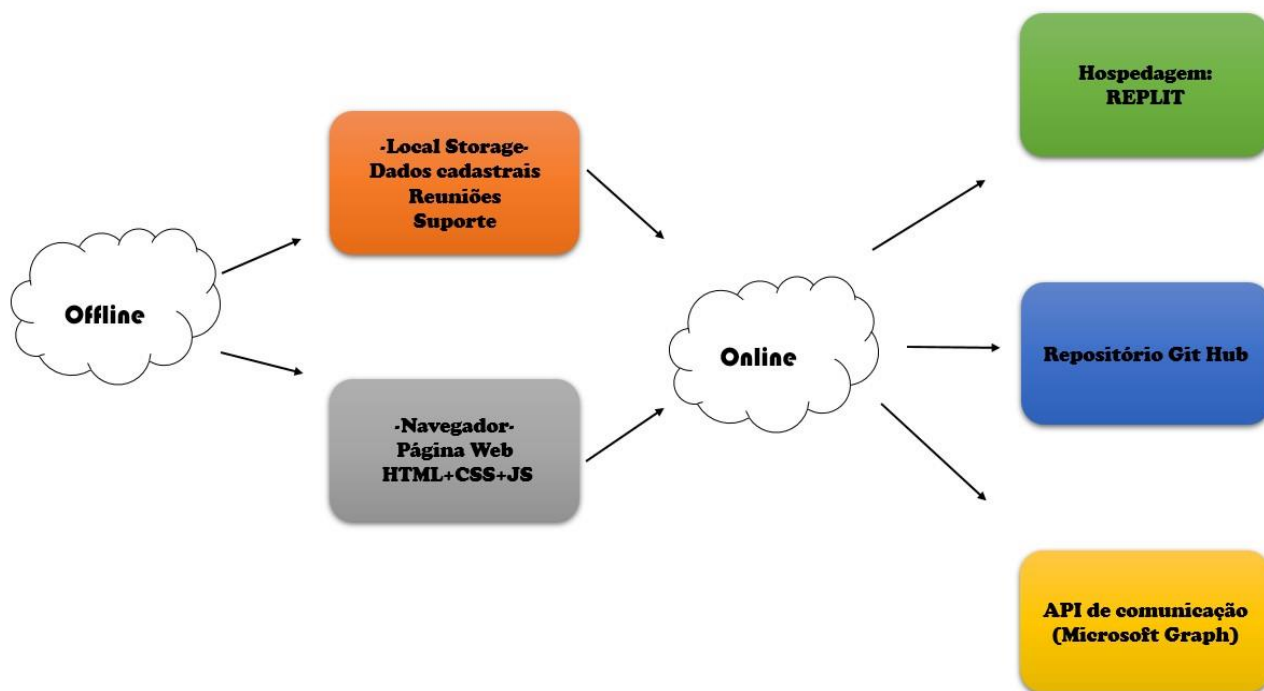 Offline
-Local Storage-
Dados cadastrais
Reuniões
Suporte
-Navegador-
Página Web
HTML+CSS+JS
Online
Hospedagem:
REPLIT
Repositório Git Hub
API de comunicação
(Microsoft Graph)